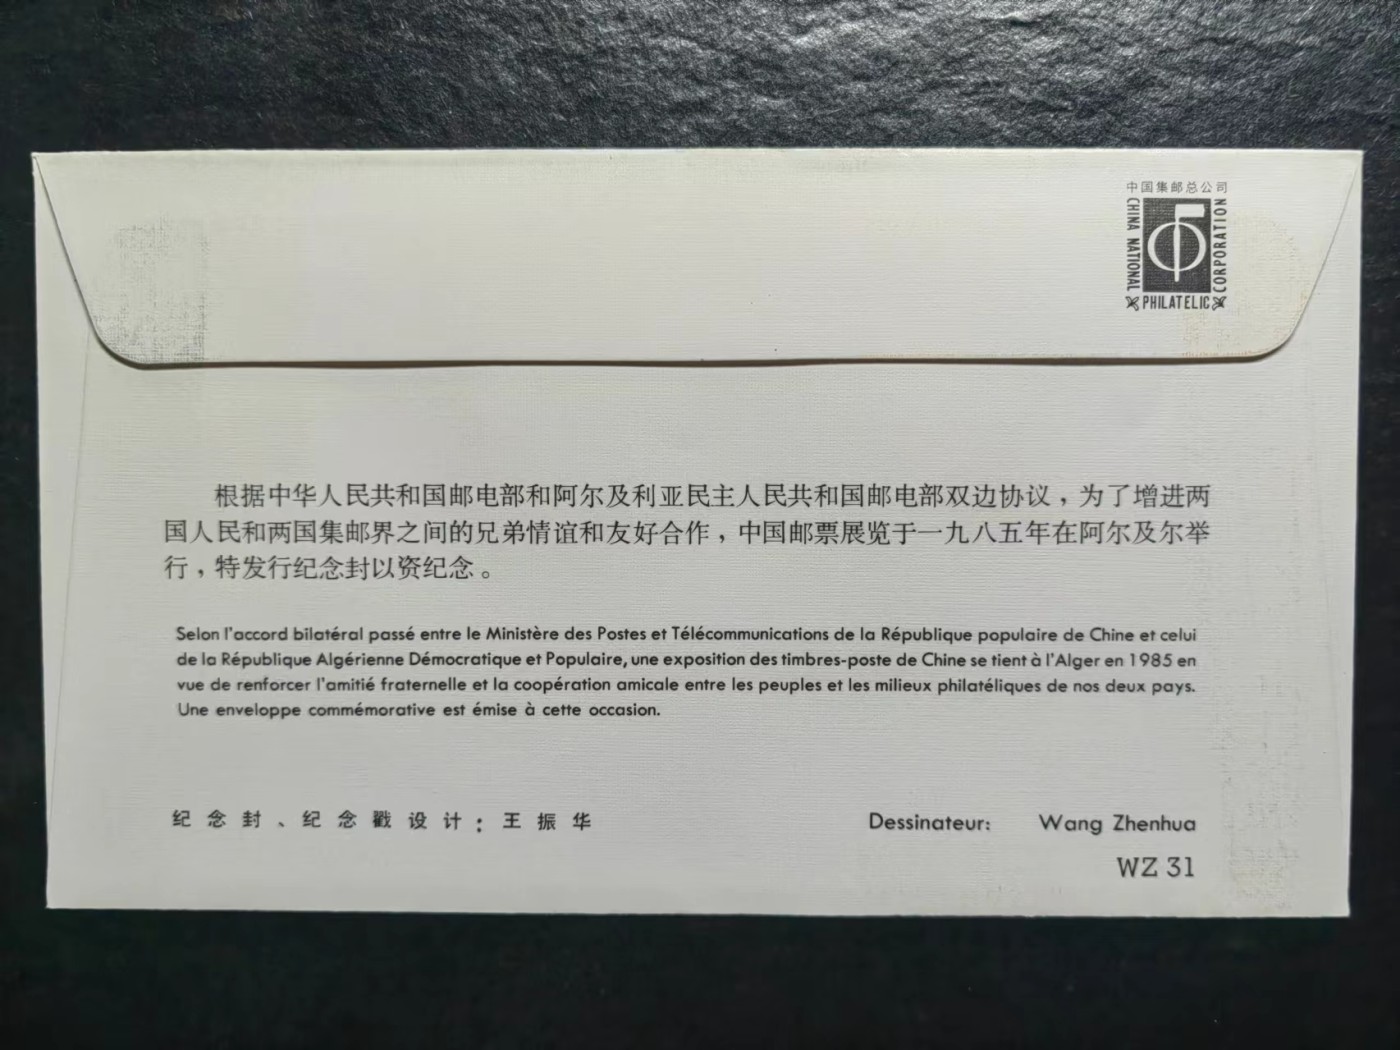 中国集邮总公司
CHINA NATIONAL
PHILATELIC
CORPORATION
根据中华人民共和国邮电部和阿尔及利亚民主人民共和国邮电部双边协议，为了增进两
国人民和两国集邮界之间的兄弟情谊和友好合作，中国邮票展览于一九八五年在阿尔及尔举
行，特发行纪念封以资纪念。
Selon l'accord bilatéral passé entre le Ministère des Postes et Télécommunications de la République populaire de Chine et celui
de la République Algérienne Démocratique et Populaire, une exposition des timbres-poste de Chine se tient à l'Alger en 1985 en
vue de renforcer l'amitié fraternelle et la coopération amicale entre les peuples et les milieux philatéliques de nos deux pays.
Une enveloppe commémorative est émise à cette occasion.
纪念封、纪念戳设计：王振华
Dessinateur: Wang Zhenhua
WZ 31